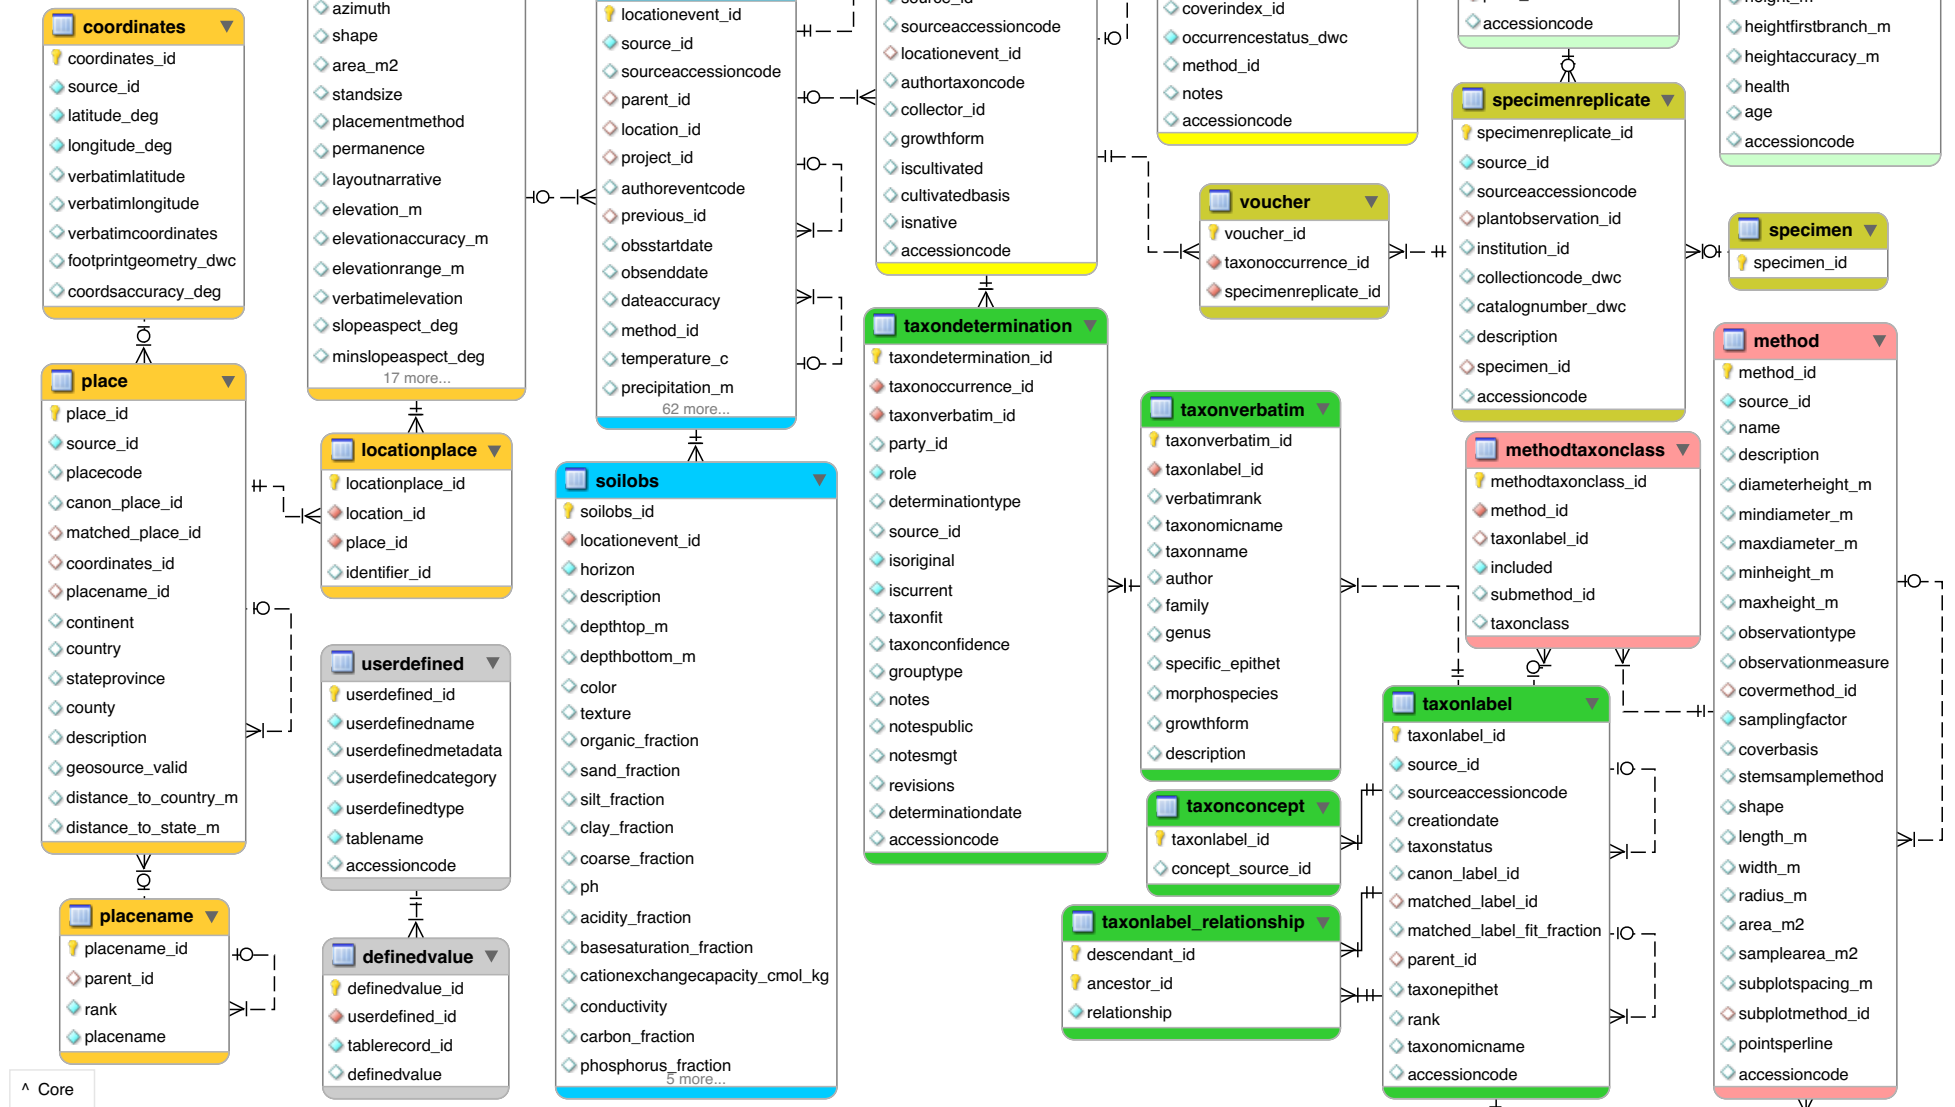 coordinates
coordinates_id
source_id
latitude_deg
longitude_deg
verbatimlatitude
verbatimlongitude
verbatimcoordinates
footprintgeometry_dwc
coordsaccuracy_deg
place
place_id
source_id
placecode
canon_place_id
matched_place_id
coordinates_id
placename_id
continent
country
stateprovince
county
description
geosource_valid
distance_to_country_m
distance_to_state_m
placename
placename_id
parent_id
rank
placename
^ Core
azimuth
shape
area_m2
standsize
placementmethod
permanence
layoutnarrative
elevation_m
elevationaccuracy_m
elevationrange_m
verbatimelevation
slopeaspect_deg
minslopeaspect_deg
17 more...
locationplace
locationplace_id
location_id
place_id
identifier_id
userdefined
userdefined_id
userdefinedname
userdefinedmetadata
userdefinedcategory
userdefinedtype
tablename
accessioncode
definedvalue
definedvalue_id
userdefined_id
tablerecord_id
definedvalue
locationevent_id
source_id
sourceaccessioncode
parent_id
location_id
project_id
authoreventcode
previous_id
obsstartdate
obsenddate
dateaccuracy
method_id
temperature_c
precipitation_m
62 more...
soilobs
soilobs_id
locationevent_id
horizon
description
depthtop_m
depthbottom_m
color
texture
organic_fraction
sand_fraction
silt_fraction
clay_fraction
coarse_fraction
ph
acidity_fraction
basesaturation_fraction
cationexchangecapacity_cmol_kg
conductivity
carbon_fraction
phosphorus_fraction
5 more...
source_id
sourceaccessioncode
locationevent_id
authortaxoncode
collector_id
growthform
iscultivated
cultivatedbasis
isnative
accessioncode
taxondetermination
taxondetermination_id
taxonoccurrence_id
taxonverbatim_id
party_id
role
determinationtype
source_id
isoriginal
iscurrent
taxonfit
taxonconfidence
grouptype
notes
notespublic
notesmgt
revisions
determinationdate
accessioncode
coverindex_id
occurrencestatus_dwc
method_id
notes
accessioncode
voucher
voucher_id
taxonoccurrence_id
specimenreplicate_id
taxonverbatim
taxonverbatim_id
taxonlabel_id
verbatimrank
taxonomicname
taxonname
author
family
genus
specific_epithet
morphospecies
growthform
description
taxonconcept
taxonlabel_id
concept_source_id
taxonlabel_relationship
descendant_id
ancestor_id
relationship
accessioncode
specimenreplicate
specimenreplicate_id
source_id
sourceaccessioncode
plantobservation_id
institution_id
collectioncode_dwc
catalognumber_dwc
description
specimen_id
accessioncode
methodtaxonclass
methodtaxonclass_id
method_id
taxonlabel_id
included
submethod_id
taxonclass
taxonlabel
taxonlabel_id
source_id
sourceaccessioncode
creationdate
taxonstatus
canon_label_id
matched_label_id
matched_label_fit_fraction
parent_id
taxonepithet
rank
taxonomicname
accessioncode
heightfirstbranch_m
heightaccuracy_m
health
age
accessioncode
specimen
specimen_id
method
method_id
source_id
name
description
diameterheight_m
mindiameter_m
maxdiameter_m
minheight_m
maxheight_m
observationtype
observationmeasure
covermethod_id
samplingfactor
coverbasis
stemsamplemethod
shape
length_m
width_m
radius_m
area_m2
samplearea_m2
subplotspacing_m
subplotmethod_id
pointsperline
accessioncode